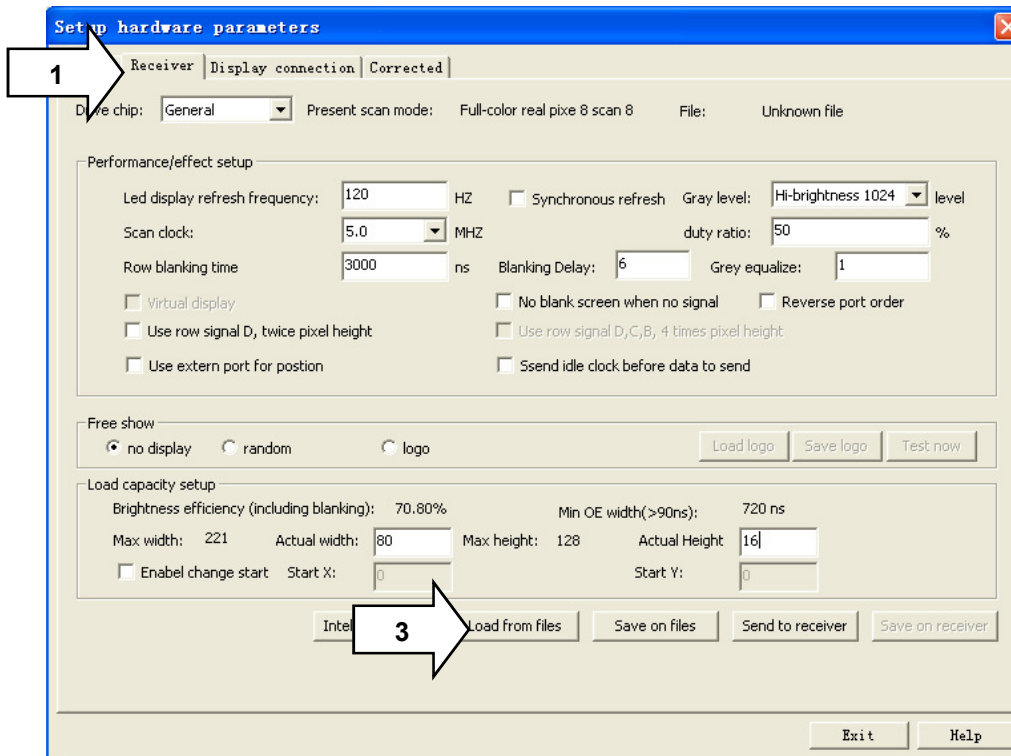 Setup hardware parameters
1 Receiver Display connection Corrected
Drive chip: General Present scan mode: Full-color real pixe 8 scan 8 File: Unknown file
Performance/effect setup
Led display refresh frequency: 120 HZ Synchronous refresh Gray level: Hi-brightness 1024 level
Scan clock: 5.0 MHZ duty ratio: 50 %
Row blanking time 3000 ns Blanking Delay: 6 Grey equalize: 1
Virtual display No blank screen when no signal Reverse port order
Use row signal D, twice pixel height Use row signal D,C,B, 4 times pixel height
Use extern port for postion Ssend idle clock before data to send
Free show
no display random logo Load logo Save logo Test now
Load capacity setup
Brightness efficiency (including blanking): 70.80% Min OE width(>90ns): 720 ns
Max width: 221 Actual width: 80 Max height: 128 Actual Height 16
Enabel change start Start X: 0 Start Y: 0
3 Load from files Save on files Send to receiver Save on receiver
Exit Help